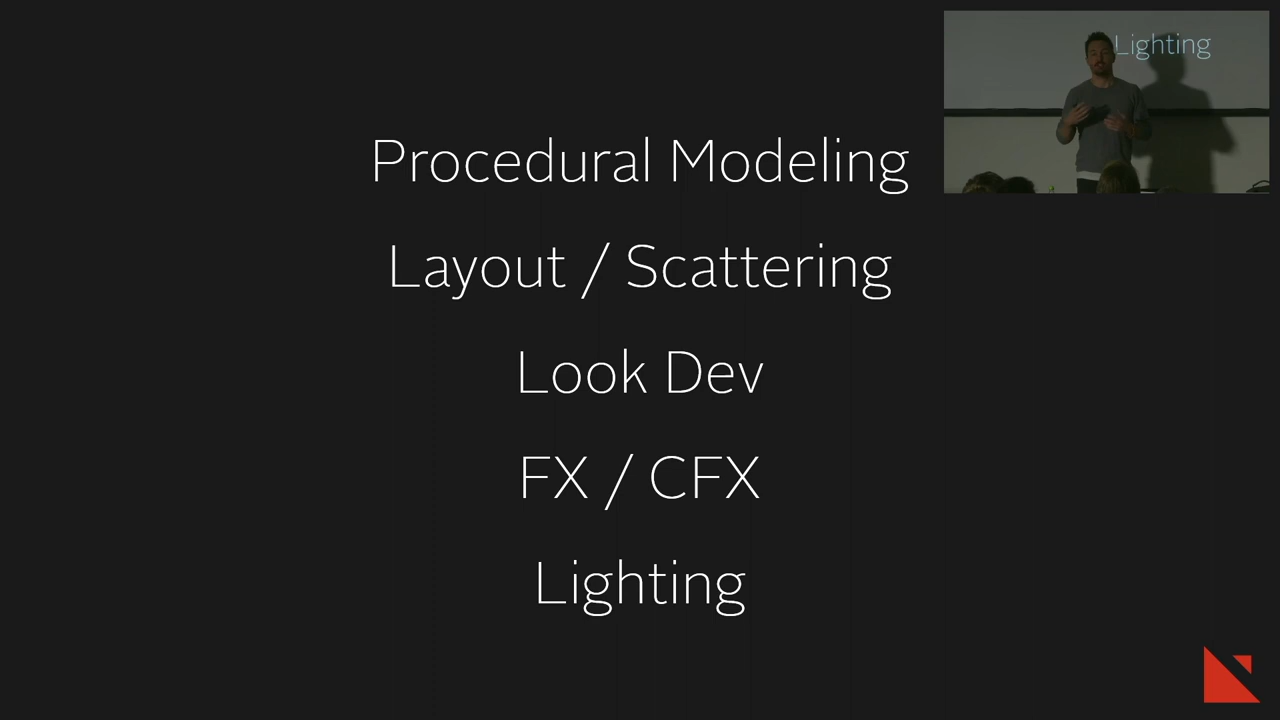 Lighting
Procedural Modeling
Layout / Scattering
Look Dev
FX / CFX
Lighting